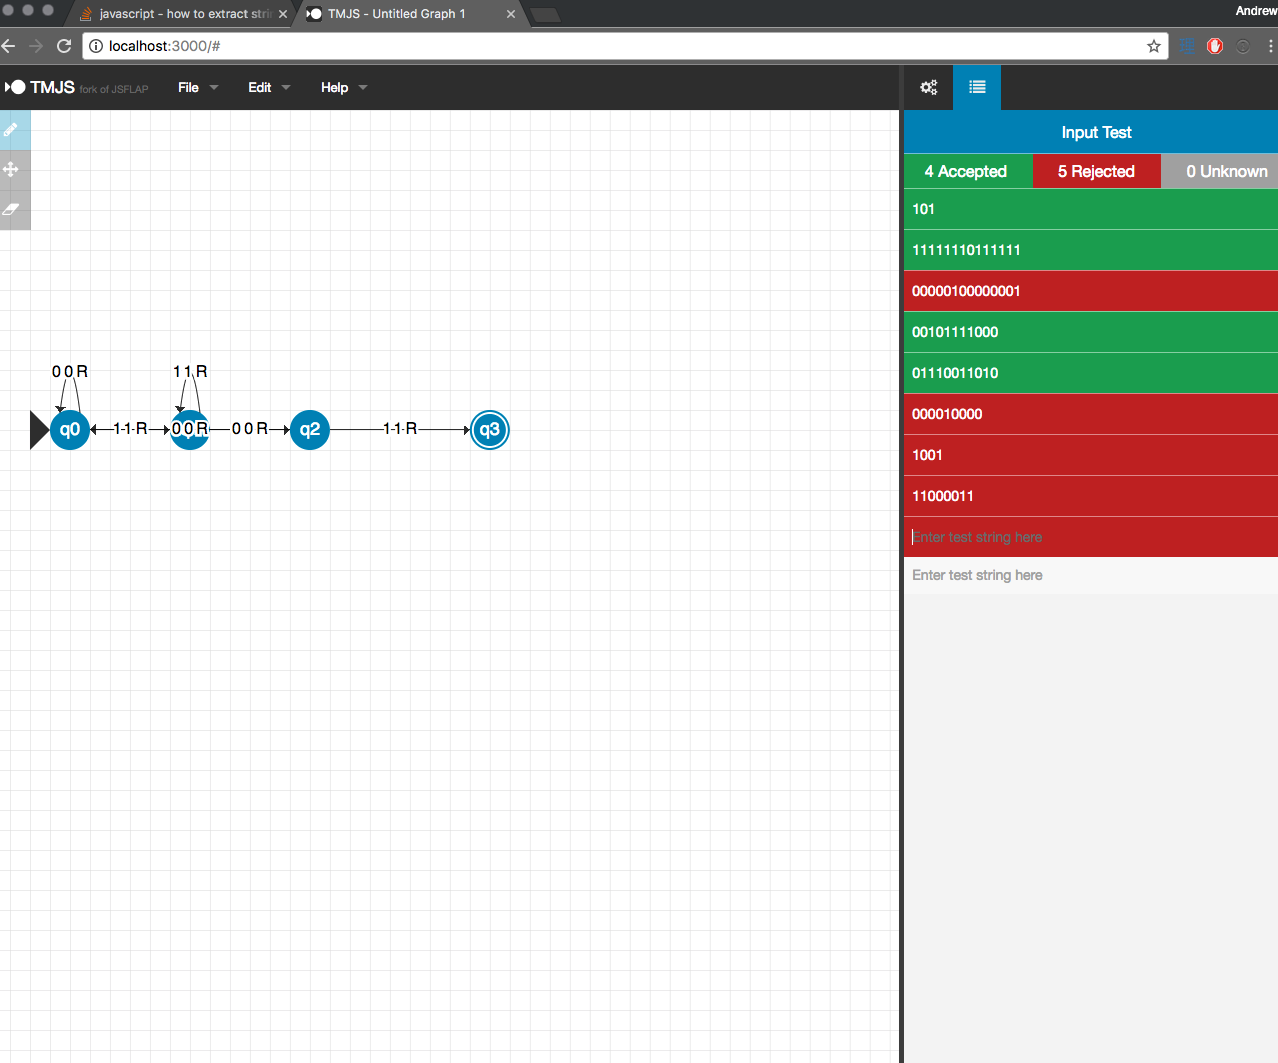 Andrew
javascript - how to extract strin
TMJS - Untitled Graph 1
localhost:3000/#
TMJS fork of JSFLAP
File
Edit
Help
Input Test
4 Accepted
5 Rejected
0 Unknown
101
11111110111111
00000100000001
00101111000
01110011010
000010000
1001
11000011
Enter test string here
Enter test string here
0 0 R
1 1 R
q0
1 1 R
0 0 R
0 0 R
q2
1 1 R
q3